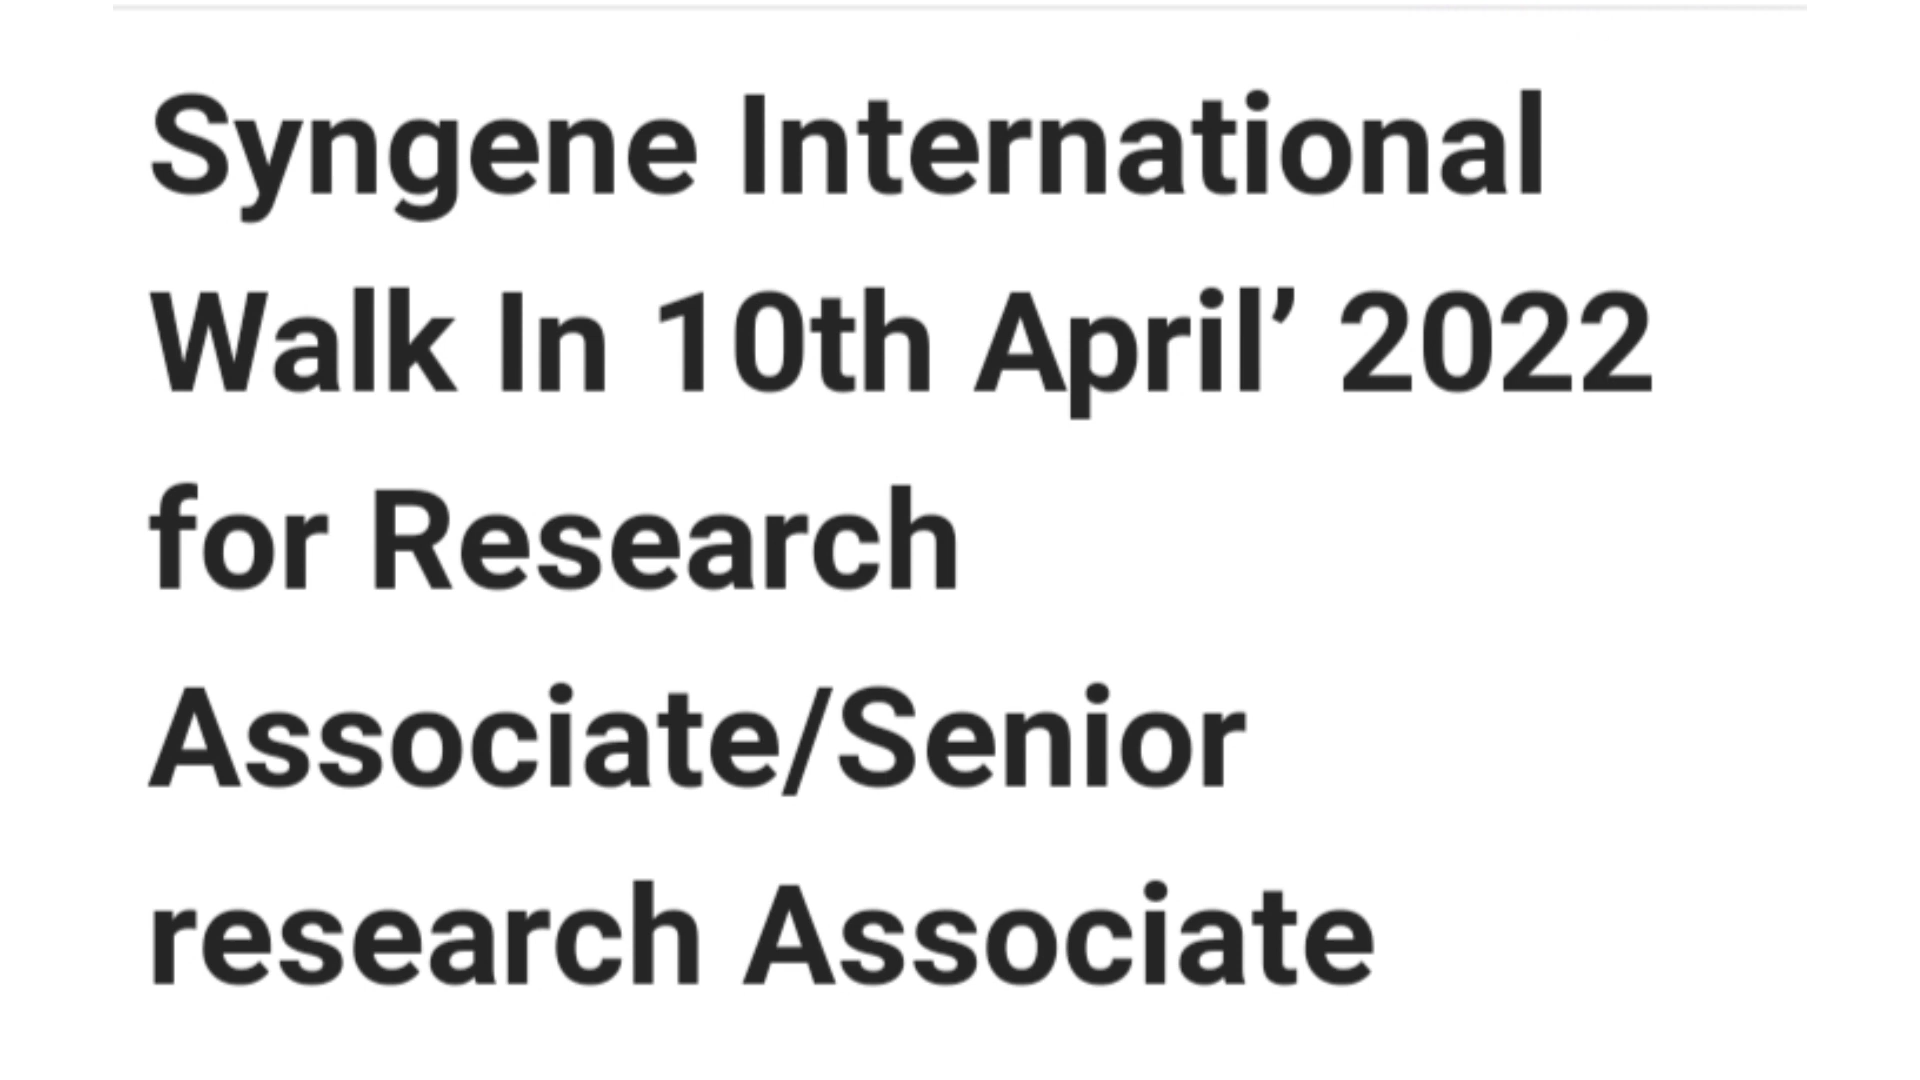 Syngene International
Walk In 10th April’ 2022
for Research
Associate/Senior
research Associate